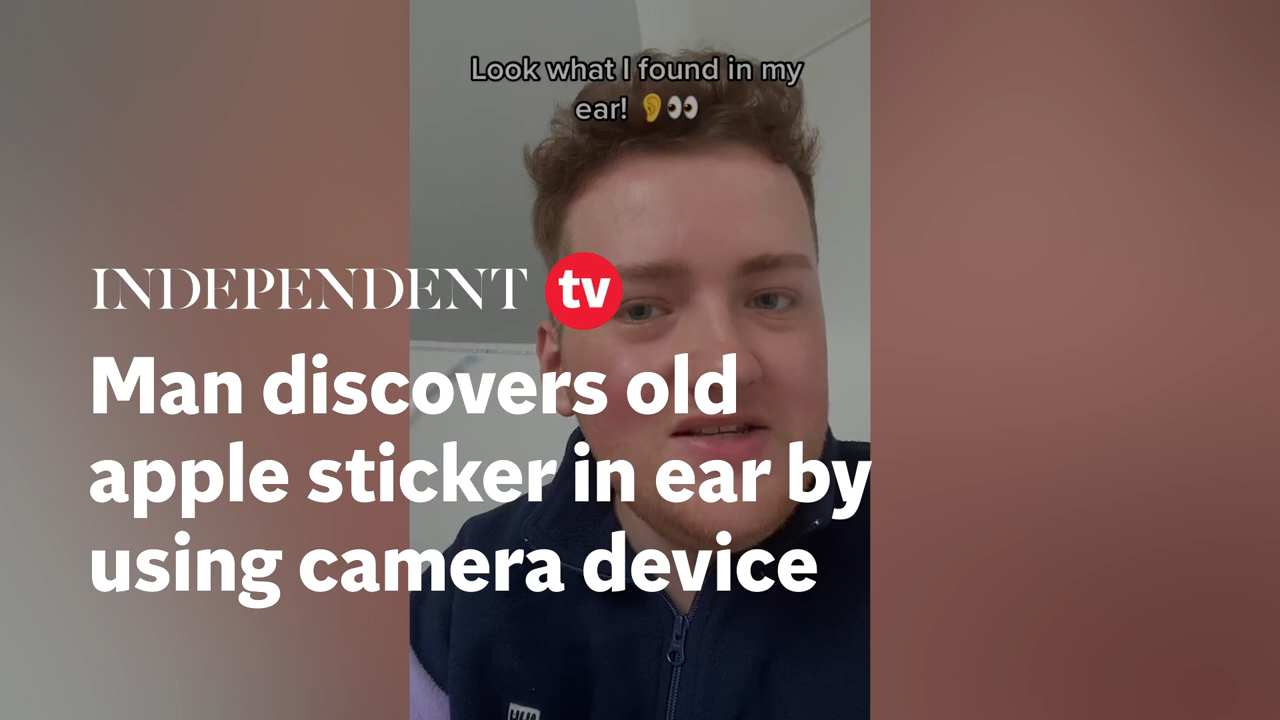 Look what I found in my
ear! 👂👀
INDEPENDENT tv
Man discovers old
apple sticker in ear by
using camera device